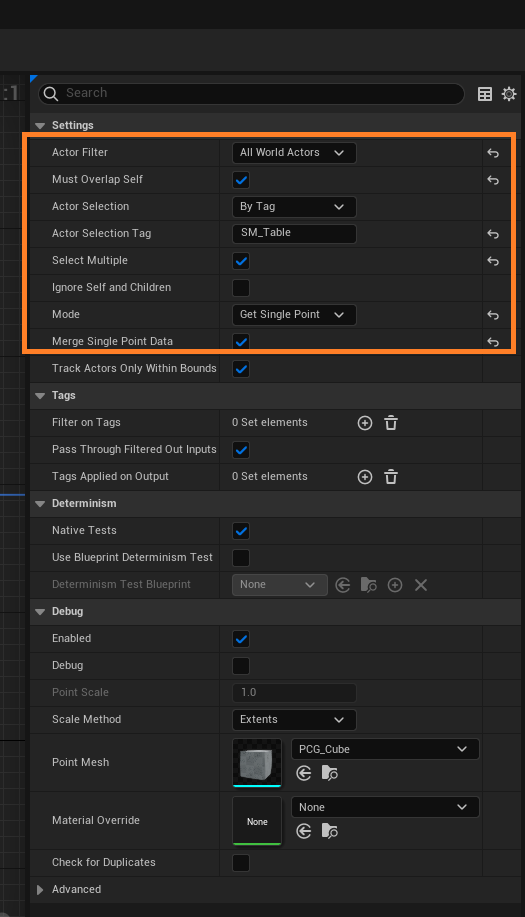 :1
Search
Settings
Actor Filter All World Actors
Must Overlap Self
Actor Selection By Tag
Actor Selection Tag SM_Table
Select Multiple
Ignore Self and Children
Mode Get Single Point
Merge Single Point Data
Track Actors Only Within Bounds
Tags
Filter on Tags 0 Set elements
Pass Through Filtered Out Inputs
Tags Applied on Output 0 Set elements
Determinism
Native Tests
Use Blueprint Determinism Test
Determinism Test Blueprint None
Debug
Enabled
Debug
Point Scale 1.0
Scale Method Extents
Point Mesh PCG_Cube
Material Override None None
Check for Duplicates
Advanced